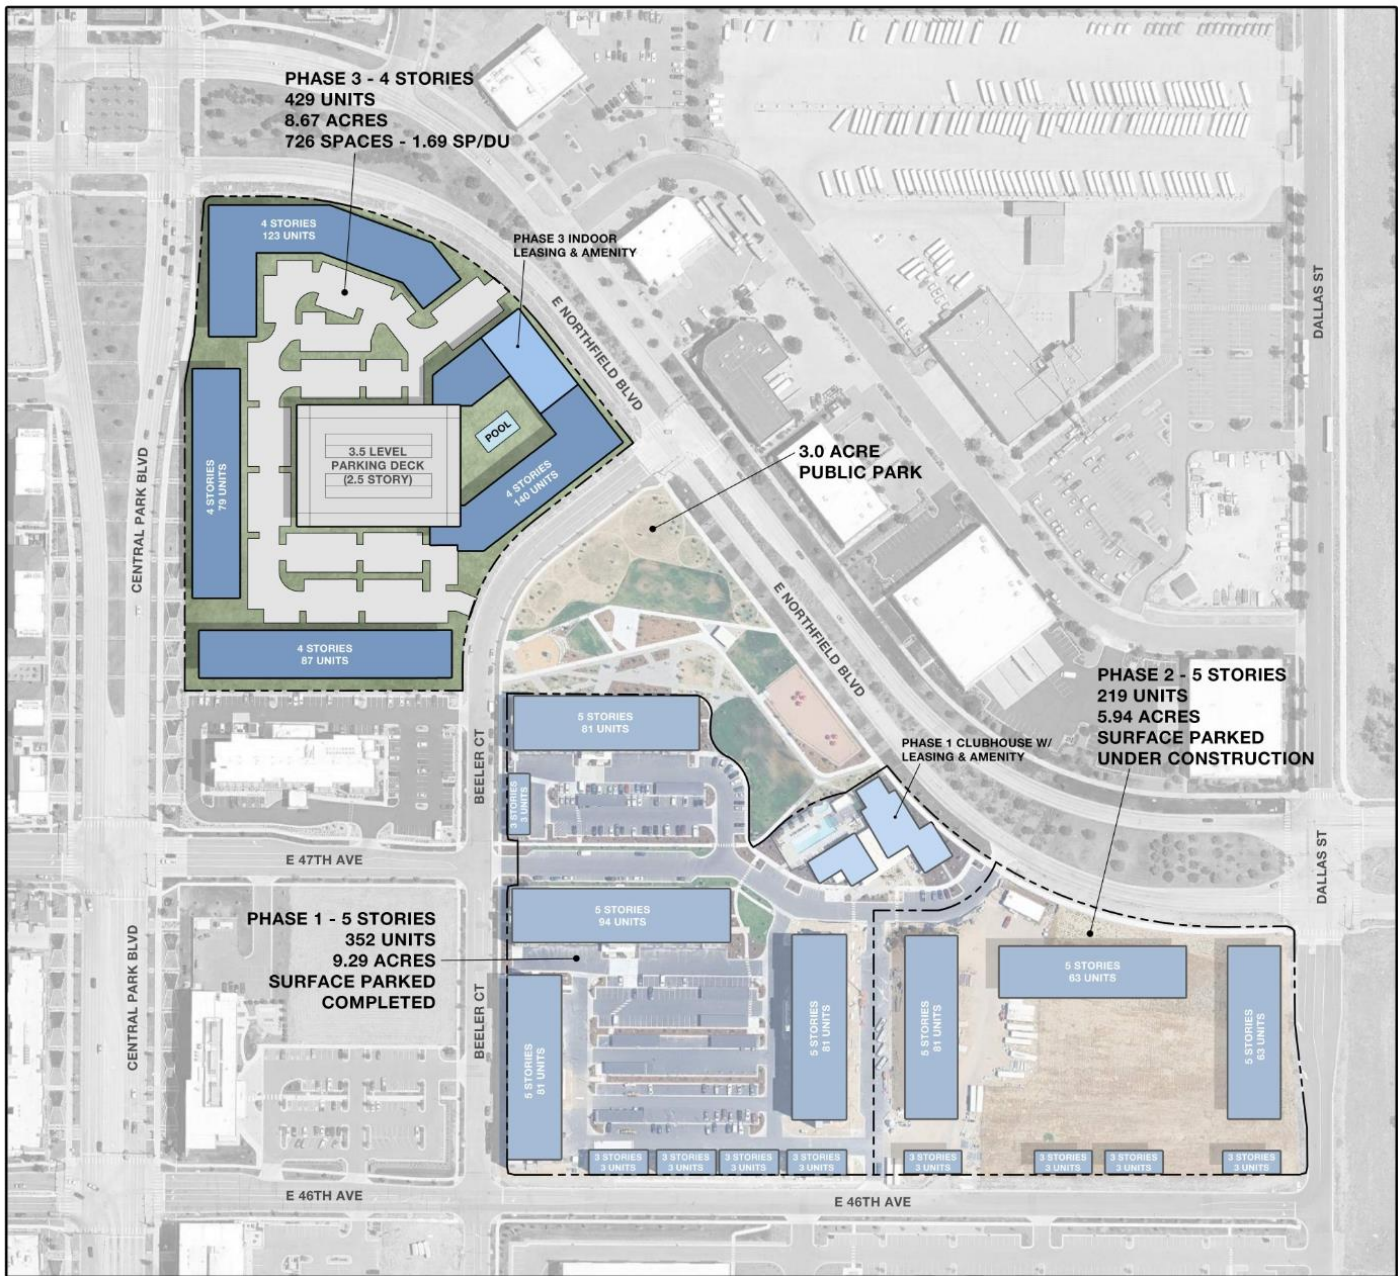 PHASE 3 - 4 STORIES
429 UNITS
8.67 ACRES
726 SPACES - 1.69 SP/DU
4 STORIES
123 UNITS
PHASE 3 INDOOR
LEASING & AMENITY
E NORTHFIELD BLVD
DALLAS ST
CENTRAL PARK BLVD
4 STORIES
79 UNITS
3.5 LEVEL
PARKING DECK
(2.5 STORY)
POOL
4 STORIES
140 UNITS
3.0 ACRE
PUBLIC PARK
4 STORIES
87 UNITS
E NORTHFIELD BLVD
PHASE 2 - 5 STORIES
219 UNITS
5.94 ACRES
SURFACE PARKED
UNDER CONSTRUCTION
5 STORIES
81 UNITS
PHASE 1 CLUBHOUSE W/
LEASING & AMENITY
BEELER CT
3 STORIES
3 UNITS
E 47TH AVE
DALLAS ST
PHASE 1 - 5 STORIES
352 UNITS
9.29 ACRES
SURFACE PARKED
COMPLETED
5 STORIES
94 UNITS
CENTRAL PARK BLVD
BEELER CT
5 STORIES
81 UNITS
5 STORIES
81 UNITS
5 STORIES
81 UNITS
5 STORIES
63 UNITS
5 STORIES
63 UNITS
3 STORIES
3 UNITS
3 STORIES
3 UNITS
3 STORIES
3 UNITS
3 STORIES
3 UNITS
3 STORIES
3 UNITS
3 STORIES
3 UNITS
3 STORIES
3 UNITS
3 STORIES
3 UNITS
E 46TH AVE
E 46TH AVE